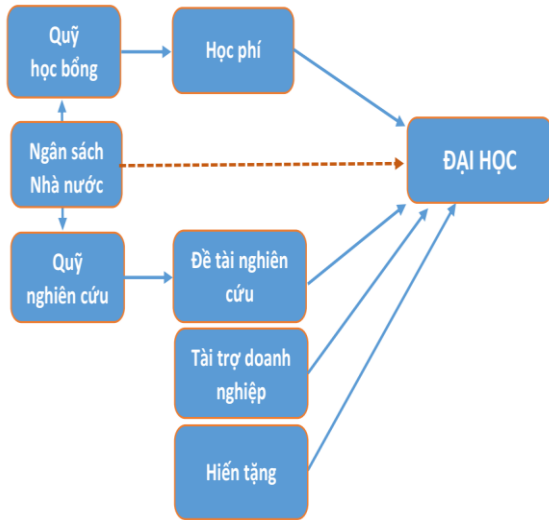 Quỹ
học bổng
Học phí
Ngân sách
Nhà nước
ĐẠI HỌC
Quỹ
nghiên cứu
Đề tài nghiên
cứu
Tài trợ doanh
nghiệp
Hiến tặng